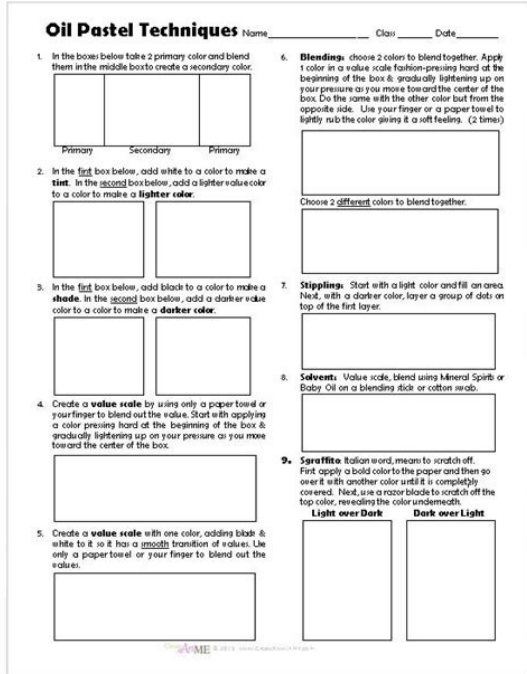 Oil Pastel Techniques Name Class Date
1. In the boxes below take 2 primary color and blend
them in the middle box to create a secondary color.
Primary Secondary Primary
2. In the first box below, add white to a color to make a
tint. In the second box below, add a lighter value color
to a color to make a lighter color.
3. In the first box below, add black to a color to make a
shade. In the second box below, add a darker value
color to a color to make a darker color.
4. Create a value scale by using only a paper towel or
your finger to blend out the value. Start with applying
a color pressing hard at the beginning of the box &
gradually lightening up on your pressure as you move
toward the center of the box.
5. Create a value scale with one color, adding black &
white to it so it has a smooth transition of values. Use
only a paper towel or your finger to blend out the
values.
6. Blending: choose 2 colors to blend together. Apply
1 color in a value scale fashion-pressing hard at the
beginning of the box & gradually lightening up on
your pressure as you move toward the center of the
box. Do the same with the other color but from the
opposite side. Use your finger or a paper towel to
lightly rub the color giving it a soft feeling. (2 times)
Choose 2 different colors to blend together.
7. Stippling: Start with a light color and fill an area.
Next, with a darker color, layer a group of dots on
top of the first layer.
8. Solvent: Value scale, blend using Mineral Spirits or
Baby Oil on a blending stick or cotton swab.
9. Sgraffito: Italian word, means to scratch off.
First apply a bold color to the paper and then go
over it with another color until it is completely
covered. Next, use a razor blade to scratch off the
top color, revealing the color underneath.
Light over Dark Dark over Light